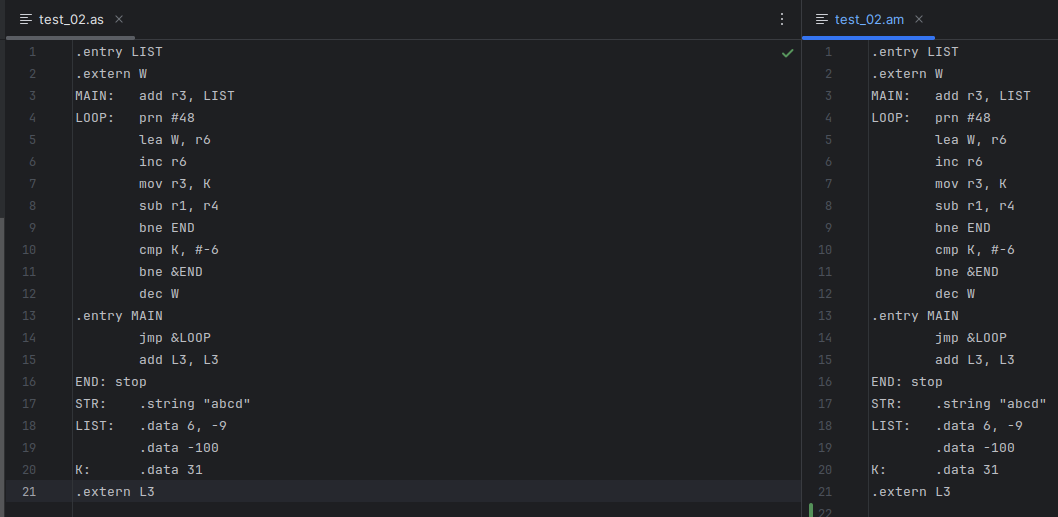 test_02.as
1 .entry LIST
2 .extern W
3 MAIN: add r3, LIST
4 LOOP: prn #48
5 lea W, r6
6 inc r6
7 mov r3, K
8 sub r1, r4
9 bne END
10 cmp K, #-6
11 bne &END
12 dec W
13 .entry MAIN
14 jmp &LOOP
15 add L3, L3
16 END: stop
17 STR: .string "abcd"
18 LIST: .data 6, -9
19 .data -100
20 K: .data 31
21 .extern L3
test_02.am
1 .entry LIST
2 .extern W
3 MAIN: add r3, LIST
4 LOOP: prn #48
5 lea W, r6
6 inc r6
7 mov r3, K
8 sub r1, r4
9 bne END
10 cmp K, #-6
11 bne &END
12 dec W
13 .entry MAIN
14 jmp &LOOP
15 add L3, L3
16 END: stop
17 STR: .string "abcd"
18 LIST: .data 6, -9
19 .data -100
20 K: .data 31
21 .extern L3
22